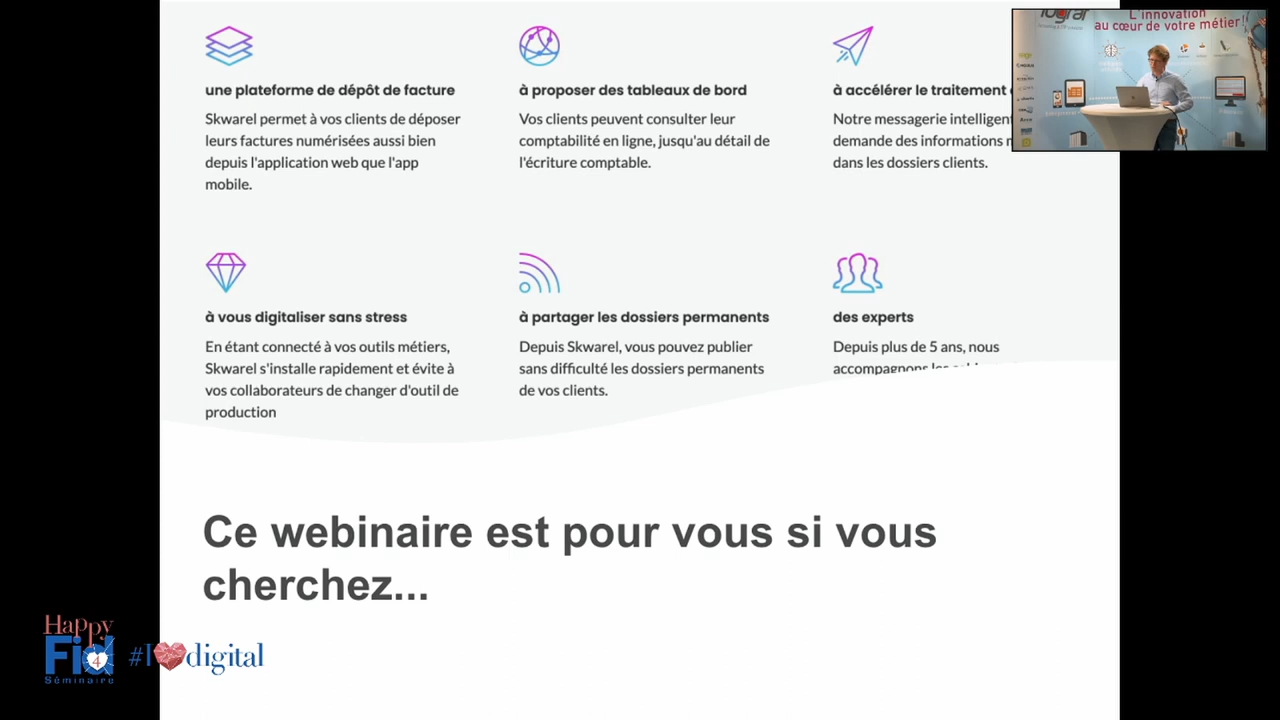 une plateforme de dépôt de facture
Skwarel permet à vos clients de déposer
leurs factures numérisées aussi bien
depuis l'application web que l'app
mobile.
à proposer des tableaux de bord
Vos clients peuvent consulter leur
comptabilité en ligne, jusqu'au détail de
l'écriture comptable.
à accélérer le traitement
Notre messagerie intelligent
demande des informations
dans les dossiers clients.
L'innovation
au cœur de votre métier !
à vous digitaliser sans stress
En étant connecté à vos outils métiers,
Skwarel s'installe rapidement et évite à
vos collaborateurs de changer d'outil de
production
à partager les dossiers permanents
Depuis Skwarel, vous pouvez publier
sans difficulté les dossiers permanents
de vos clients.
des experts
Depuis plus de 5 ans, nous
accompagnons les
Ce webinaire est pour vous si vous
cherchez...
Happy
Fid
4
Séminaire
#I digital